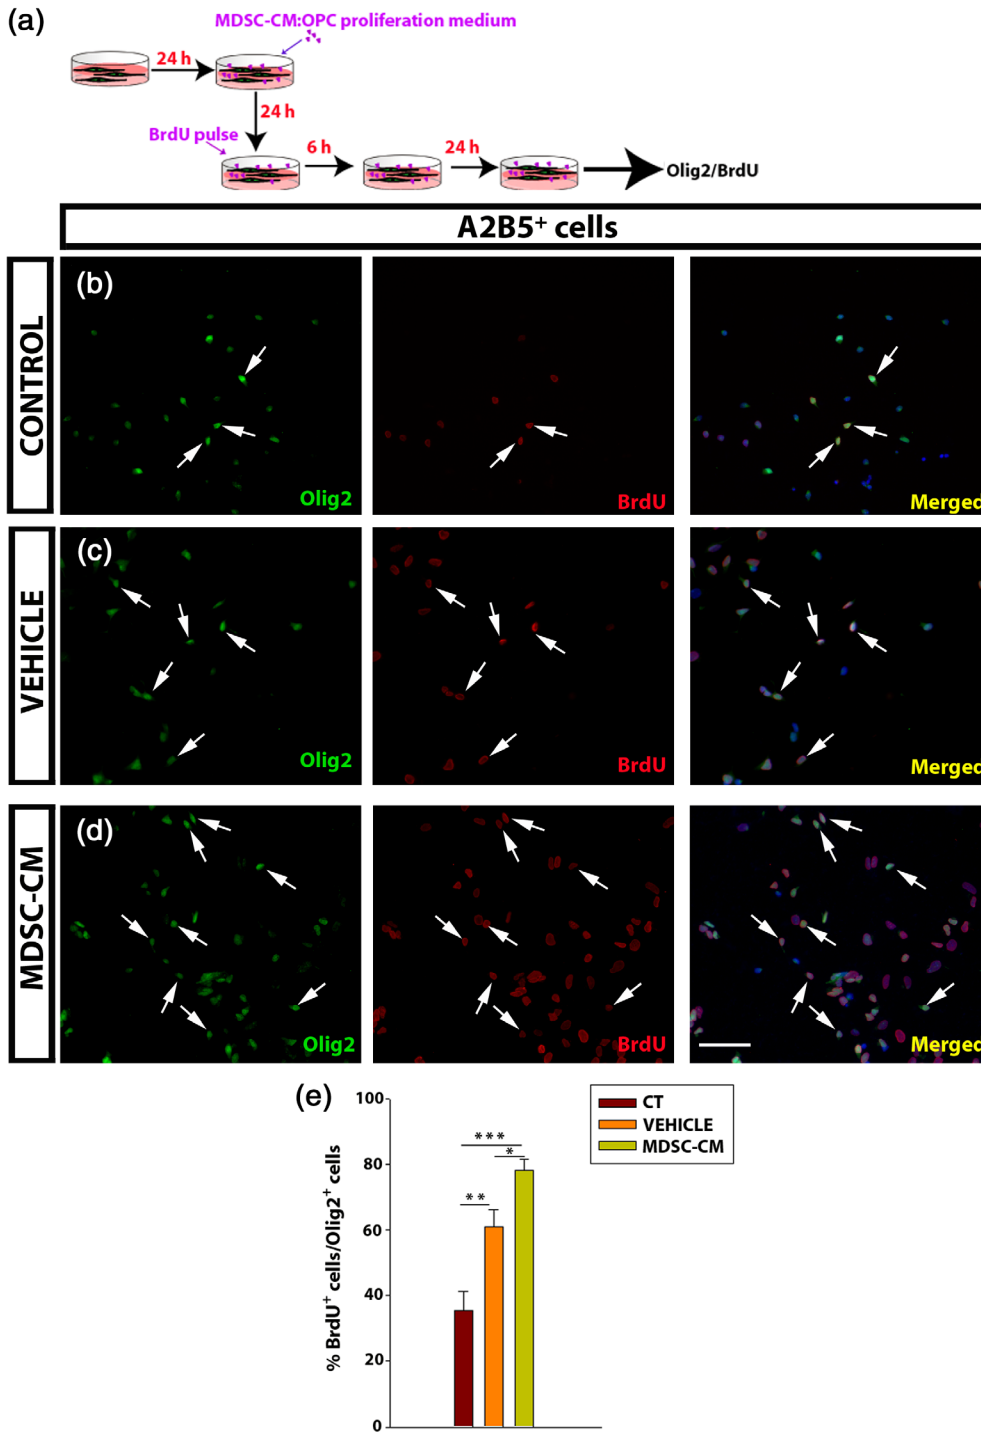 (a)
MDSC-CM:OPC proliferation medium
24 h
24 h
BrdU pulse
6 h
24 h
Olig2/BrdU
A2B5⁺ cells
CONTROL
(b)
Olig2
BrdU
Merged
VEHICLE
(c)
Olig2
BrdU
Merged
MDSC-CM
(d)
Olig2
BrdU
Merged
(e)
% BrdU⁺ cells/Olig2⁺ cells
100
80
60
40
20
0
***
*
**
CT
VEHICLE
MDSC-CM